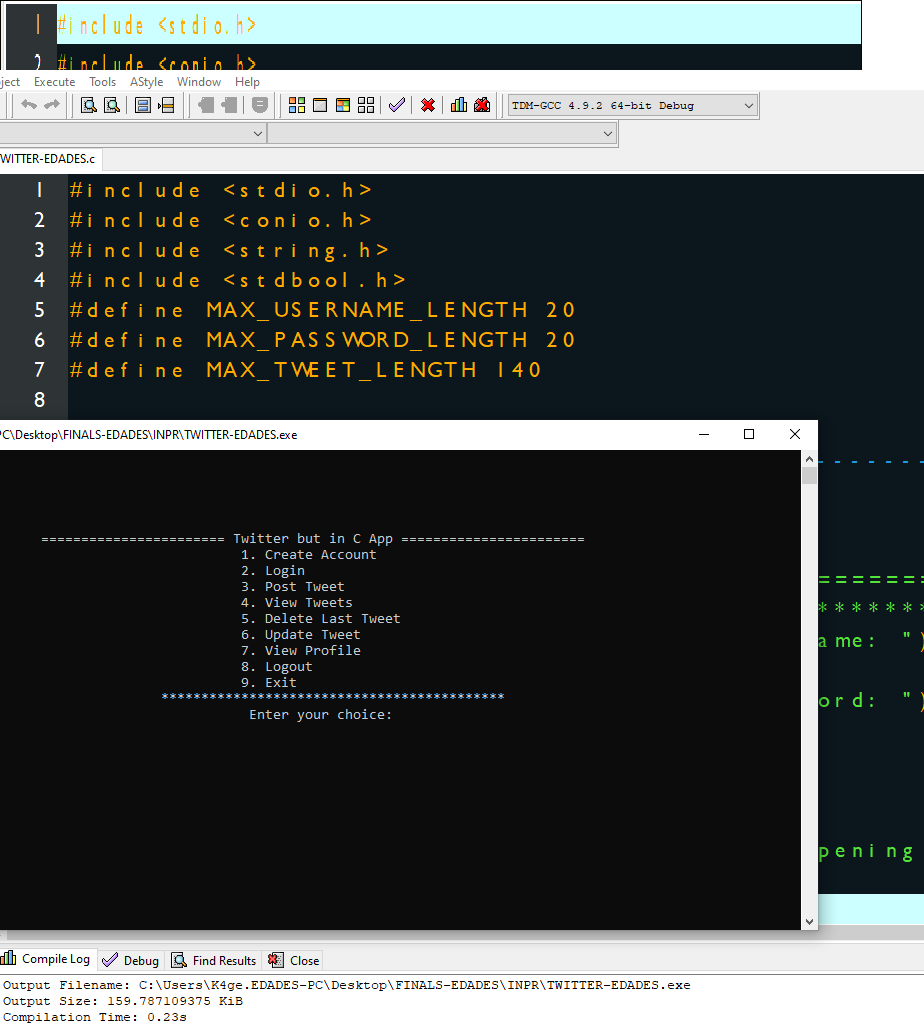 1 #include <stdio.h>
2 #include <conio.h>
ject Execute Tools AStyle Window Help
TDM-GCC 4.9.2 64-bit Debug
WITTER-EDADES.c
1 #include <stdio.h>
2 #include <conio.h>
3 #include <string.h>
4 #include <stdbool.h>
5 #define MAX_USERNAME_LENGTH 20
6 #define MAX_PASSWORD_LENGTH 20
7 #define MAX_TWEET_LENGTH 140
8
PC\Desktop\FINALS-EDADES\INPR\TWITTER-EDADES.exe
-------
======================= Twitter but in C App =======================
1. Create Account
2. Login
3. Post Tweet
4. View Tweets
5. Delete Last Tweet
6. Update Tweet
7. View Profile
8. Logout
9. Exit
*******************************************
Enter your choice:
=======
*******
ame: ")
ord: ")
pening
Compile Log Debug Find Results Close
Output Filename: C:\Users\K4ge.EDADES-PC\Desktop\FINALS-EDADES\INPR\TWITTER-EDADES.exe
Output Size: 159.787109375 KiB
Compilation Time: 0.23s